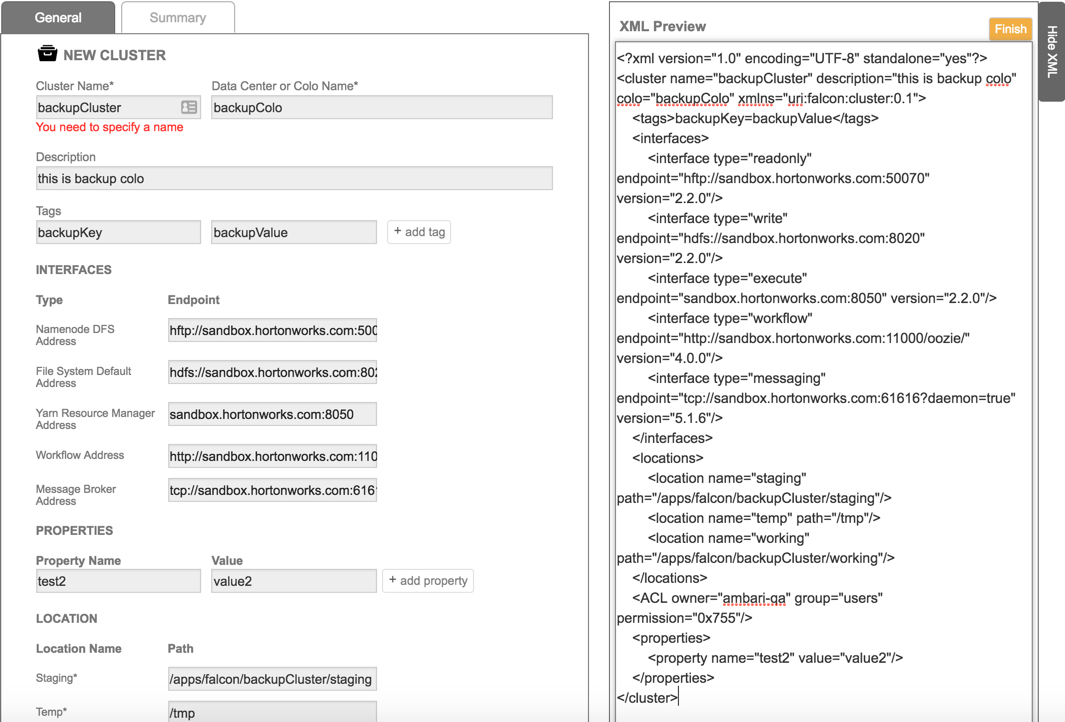 General
Summary
NEW CLUSTER
Cluster Name*
Data Center or Colo Name*
backupCluster
backupColo
You need to specify a name
Description
this is backup colo
Tags
backupKey
backupValue
+ add tag
INTERFACES
Type
Endpoint
Namenode DFS
Address
hftp://sandbox.hortonworks.com:500
File System Default
Address
hdfs://sandbox.hortonworks.com:802
Yarn Resource Manager
Address
sandbox.hortonworks.com:8050
Workflow Address
http://sandbox.hortonworks.com:110
Message Broker
Address
tcp://sandbox.hortonworks.com:6161
PROPERTIES
Property Name
Value
test2
value2
+ add property
LOCATION
Location Name
Path
Staging*
/apps/falcon/backupCluster/staging
Temp*
/tmp
XML Preview
Finish
Hide XML
<?xml version="1.0" encoding="UTF-8" standalone="yes"?>
<cluster name="backupCluster" description="this is backup colo"
colo="backupColo" xmlns="uri:falcon:cluster:0.1">
<tags>backupKey=backupValue</tags>
<interfaces>
<interface type="readonly"
endpoint="hftp://sandbox.hortonworks.com:50070"
version="2.2.0"/>
<interface type="write"
endpoint="hdfs://sandbox.hortonworks.com:8020"
version="2.2.0"/>
<interface type="execute"
endpoint="sandbox.hortonworks.com:8050" version="2.2.0"/>
<interface type="workflow"
endpoint="http://sandbox.hortonworks.com:11000/oozie/"
version="4.0.0"/>
<interface type="messaging"
endpoint="tcp://sandbox.hortonworks.com:61616?daemon=true"
version="5.1.6"/>
</interfaces>
<locations>
<location name="staging"
path="/apps/falcon/backupCluster/staging"/>
<location name="temp" path="/tmp"/>
<location name="working"
path="/apps/falcon/backupCluster/working"/>
</locations>
<ACL owner="ambari-qa" group="users"
permission="0x755"/>
<properties>
<property name="test2" value="value2"/>
</properties>
</cluster>